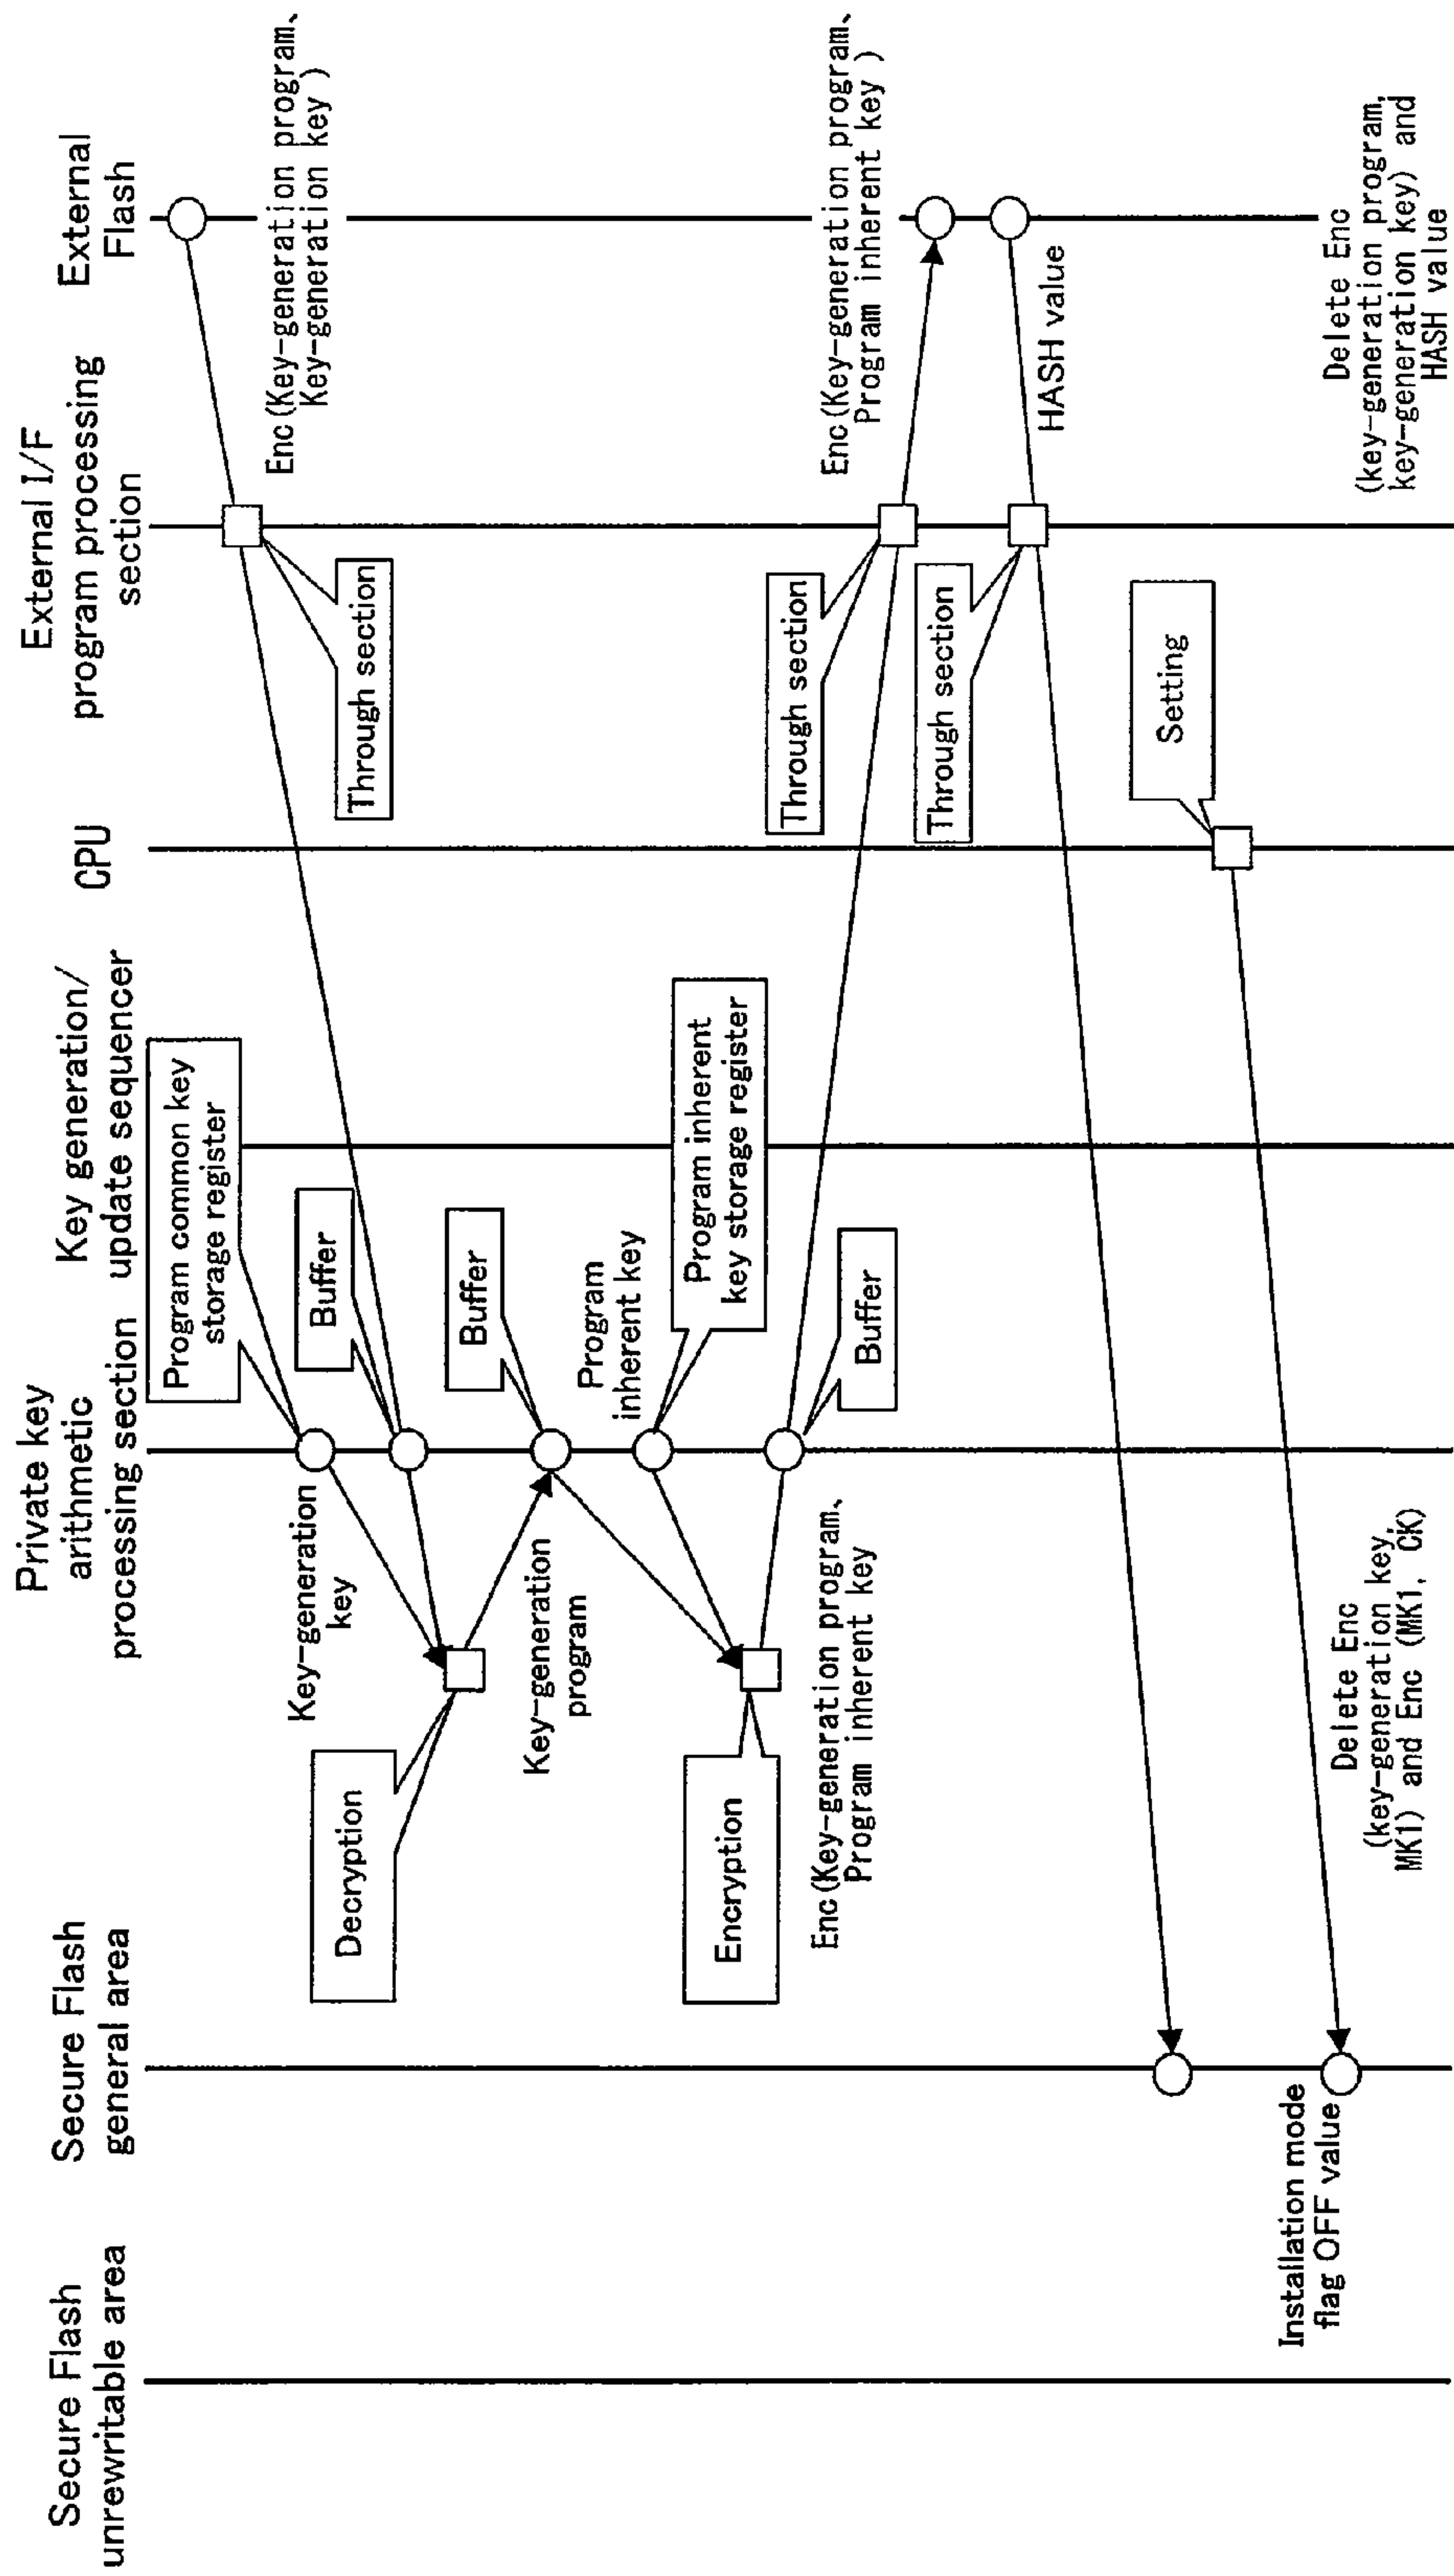 Secure Flash
unrewritable area
Secure Flash
general area
Private key
arithmetic
processing section
Key generation/
update sequencer
CPU
External I/F
program processing
section
External
Flash
Enc(Key-generation program、
Key-generation key )
Through section
Program common key
storage register
Key-generation
key
Buffer
Decryption
Buffer
Key-generation
program
Program
inherent key
Program inherent
key storage register
Encryption
Buffer
Enc(Key-generation program、
Program inherent key
Through section
Enc(Key-generation program、
Program inherent key )
Through section
HASH value
Setting
Installation mode
flag OFF value
Delete Enc
(key-generation key,
MK1) and Enc (MK1, CK)
Delete Enc
(key-generation program,
key-generation key) and
HASH value